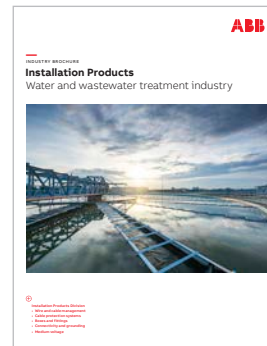 ABB
INDUSTRY BROCHURE
Installation Products
Water and wastewater treatment industry
Installation Products Division
- Wire and cable management
- Cable protection systems
- Boxes and fittings
- Connectivity and grounding
- Medium voltage